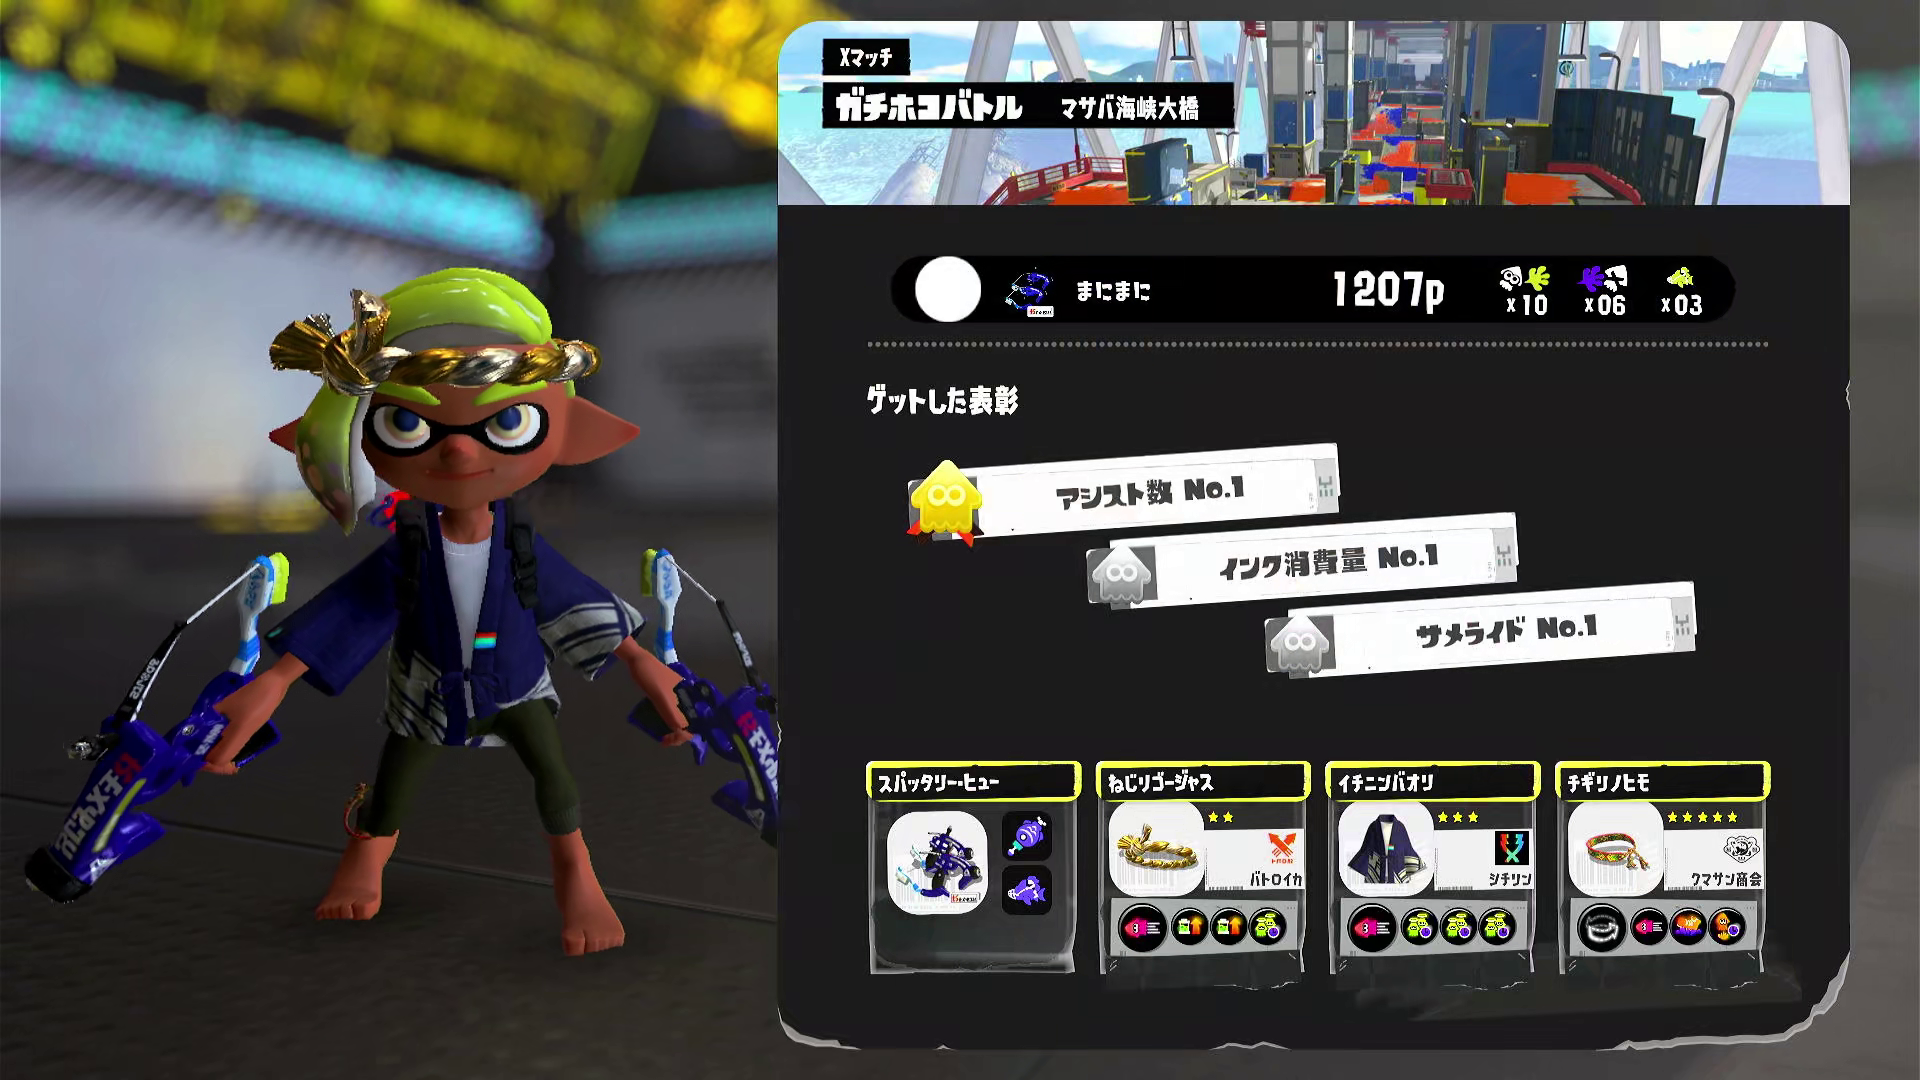 Xマッチ
ガチホコバトル マサバ海峡大橋
まにまに 1207p x10 x06 x03
ゲットした表彰
アシスト数 No.1
インク消費量 No.1
サメライド No.1
スパッタリー・ヒュー
ねじりゴージャス
バトロイカ
イチニンバオリ
シチリン
チギリノヒモ
クマサン商会